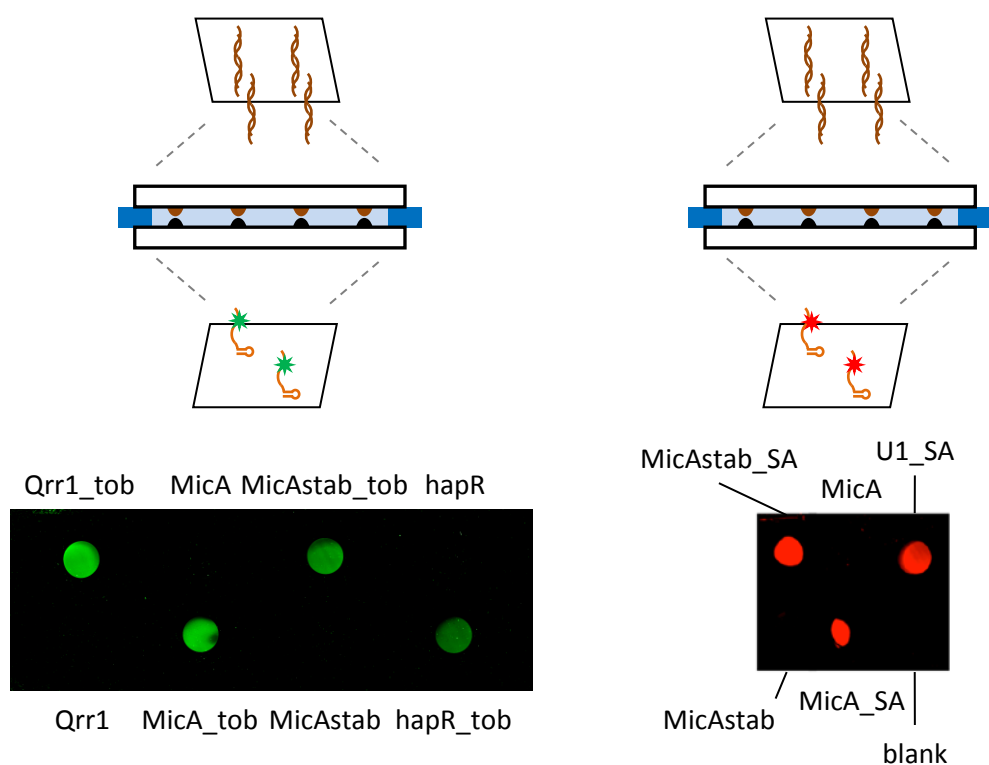 Qrr1_tob MicA MicAstab_tob hapR
Qrr1 MicA_tob MicAstab hapR_tob
U1_SA
MicAstab_SA
MicA
MicA_SA
MicAstab
blank